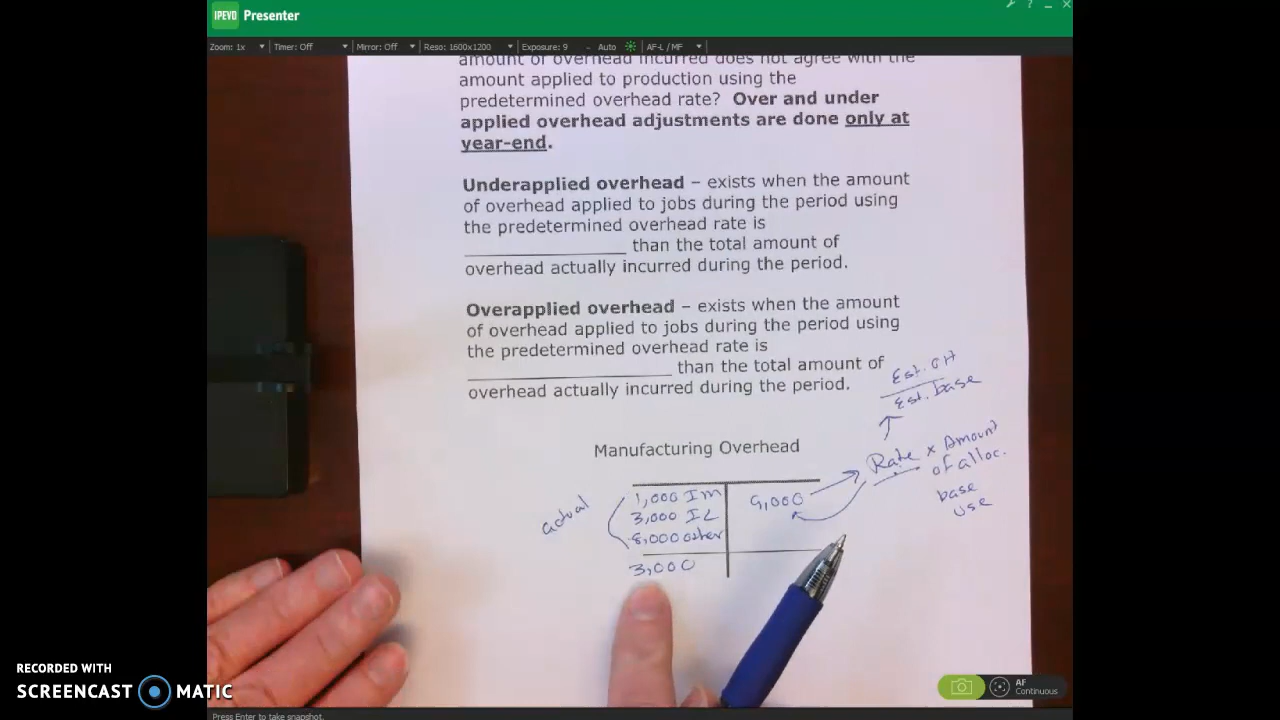 IPEVO Presenter
Zoom: 1x Timer: Off Mirror: Off Reso: 1600x1200 Exposure: 9 - Auto AF-L / MF
amount of overhead incurred does not agree with the
amount applied to production using the
predetermined overhead rate? Over and under
applied overhead adjustments are done only at
year-end.
Underapplied overhead – exists when the amount
of overhead applied to jobs during the period using
the predetermined overhead rate is
_______________ than the total amount of
overhead actually incurred during the period.
Overapplied overhead – exists when the amount
of overhead applied to jobs during the period using
the predetermined overhead rate is
___________________ than the total amount of
overhead actually incurred during the period.
Est. OH
Est. base
Manufacturing Overhead
Rate x Amount
of alloc.
base
use
actual
1,000 IM
3,000 IL
8,000 other
3,000
9,000
RECORDED WITH
SCREENCAST MATIC
AF
Continuous
Press Enter to take snapshot.